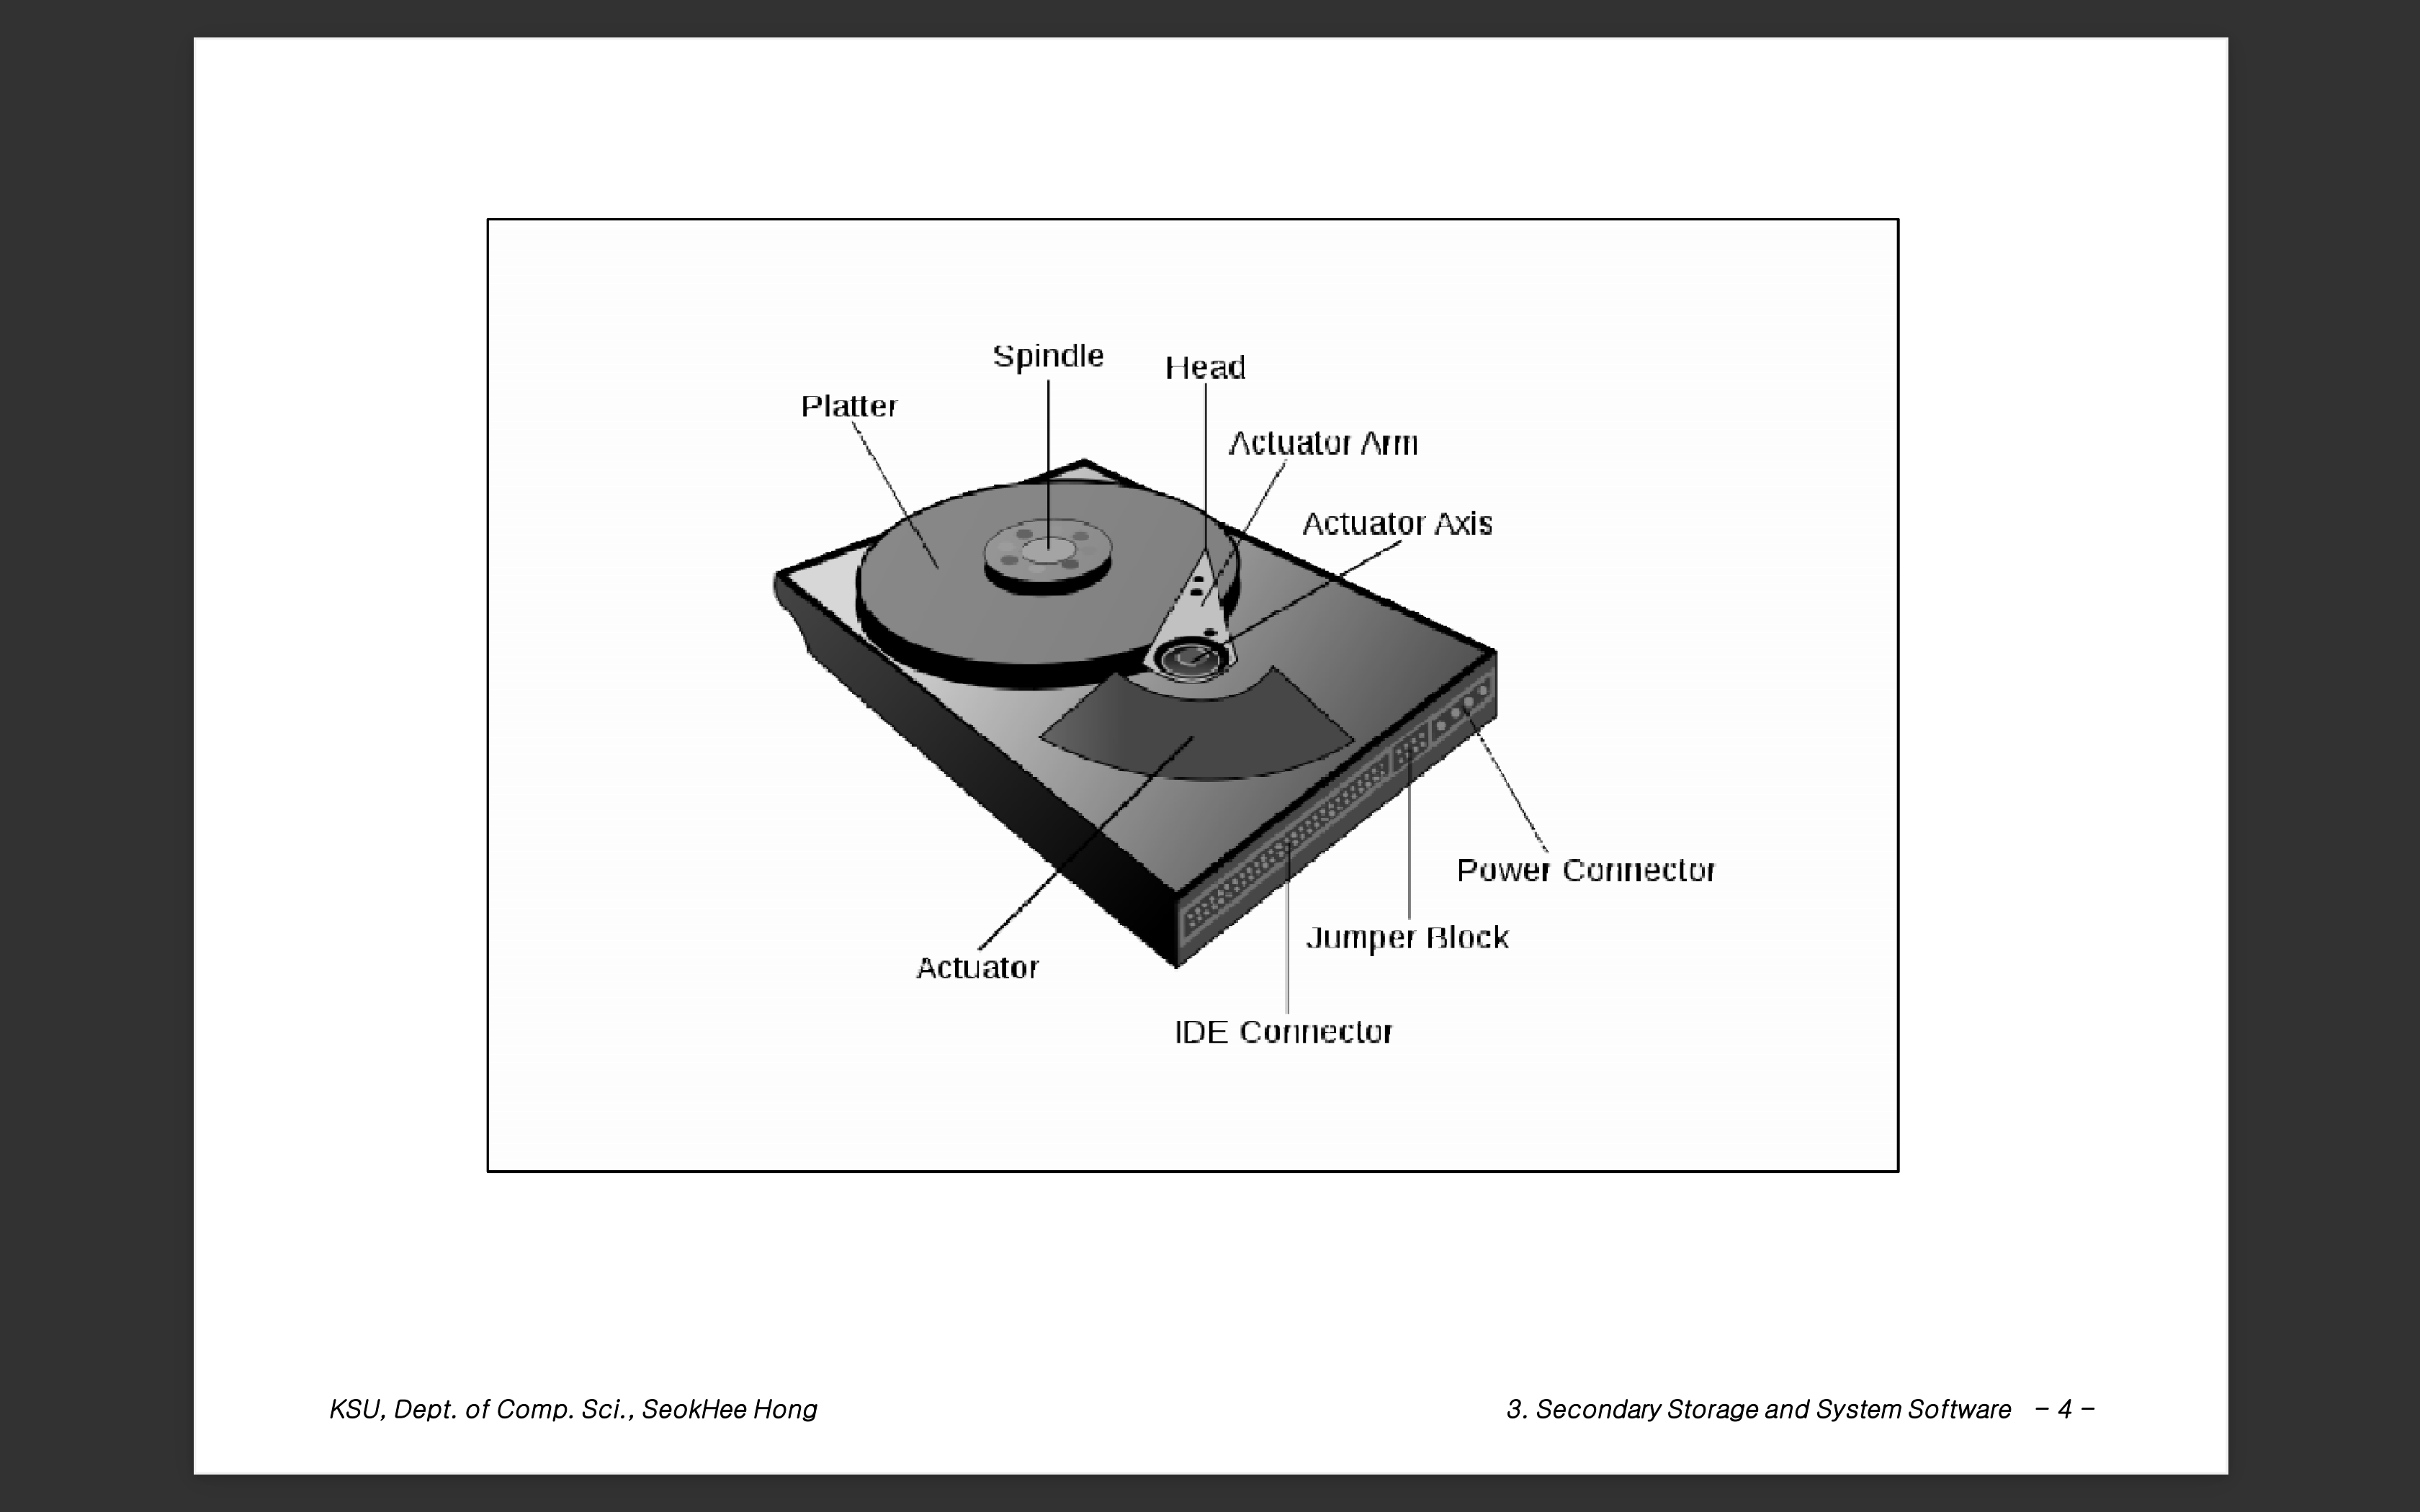 Spindle
Head
Platter
Actuator Arm
Actuator Axis
Power Connector
Jumper Block
Actuator
IDE Connector
KSU, Dept. of Comp. Sci., SeokHee Hong
3. Secondary Storage and System Software - 4 -